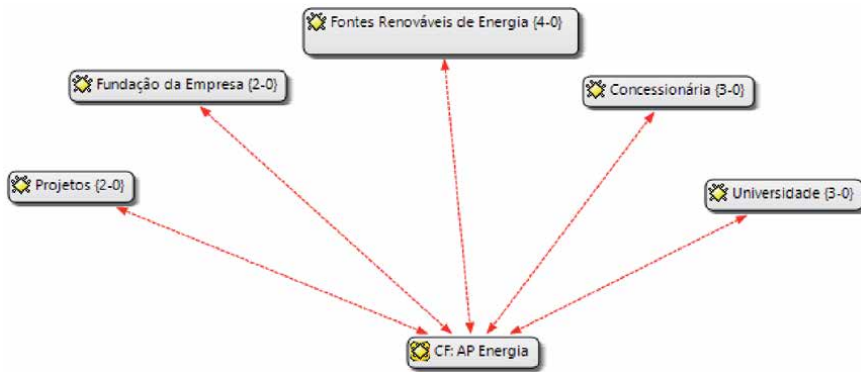 Fontes Renováveis de Energia {4-0}
Fundação da Empresa {2-0}
Concessionária {3-0}
Projetos {2-0}
Universidade {3-0}
CF: AP Energia